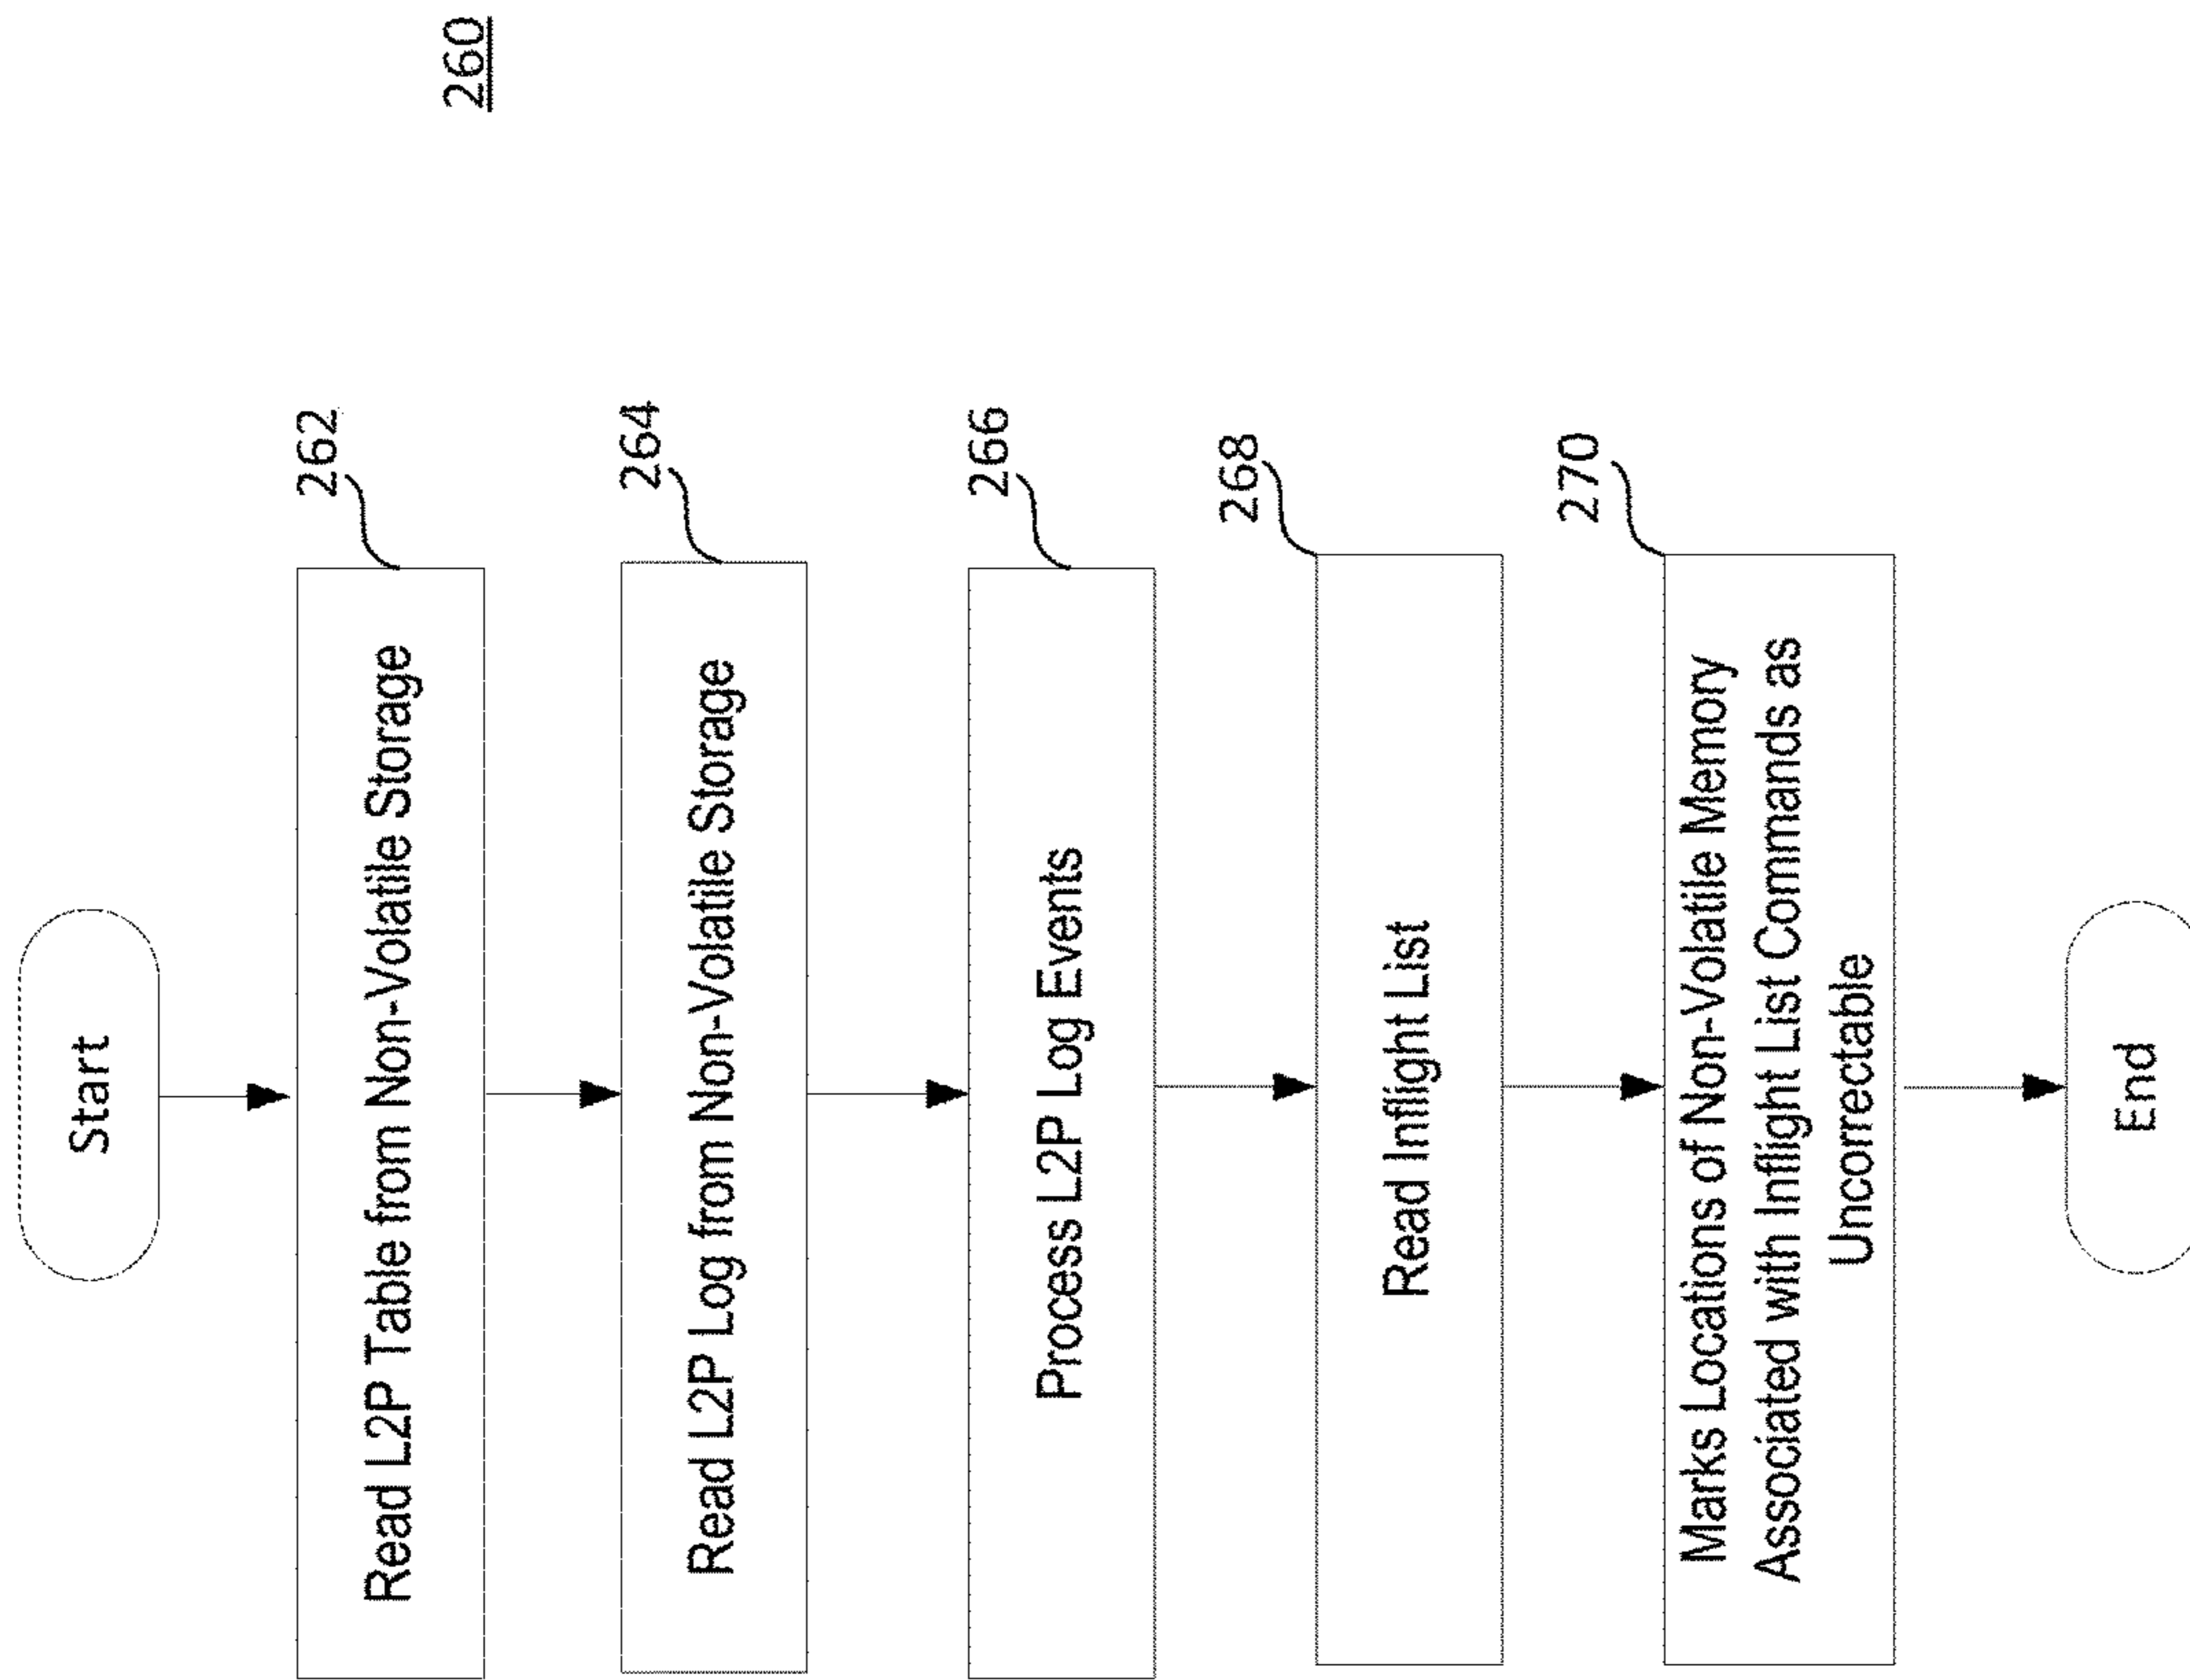 260
Start
262
Read L2P Table from Non-Volatile Storage
264
Read L2P Log from Non-Volatile Storage
266
Process L2P Log Events
268
Read Inflight List
270
Marks Locations of Non-Volatile Memory
Associated with Inflight List Commands as
Uncorrectable
End